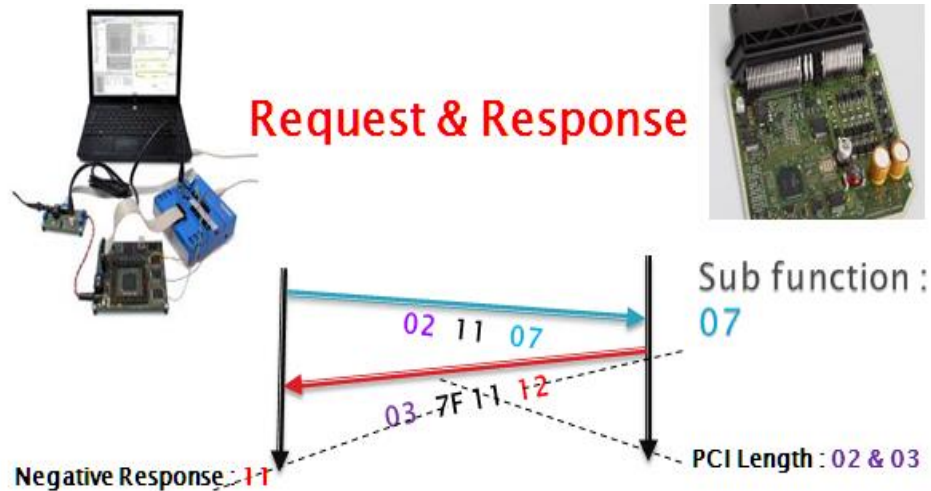 Request & Response
Sub function :
07
02 11 07
03 7F 11 12
Negative Response : 11
PCI Length : 02 & 03